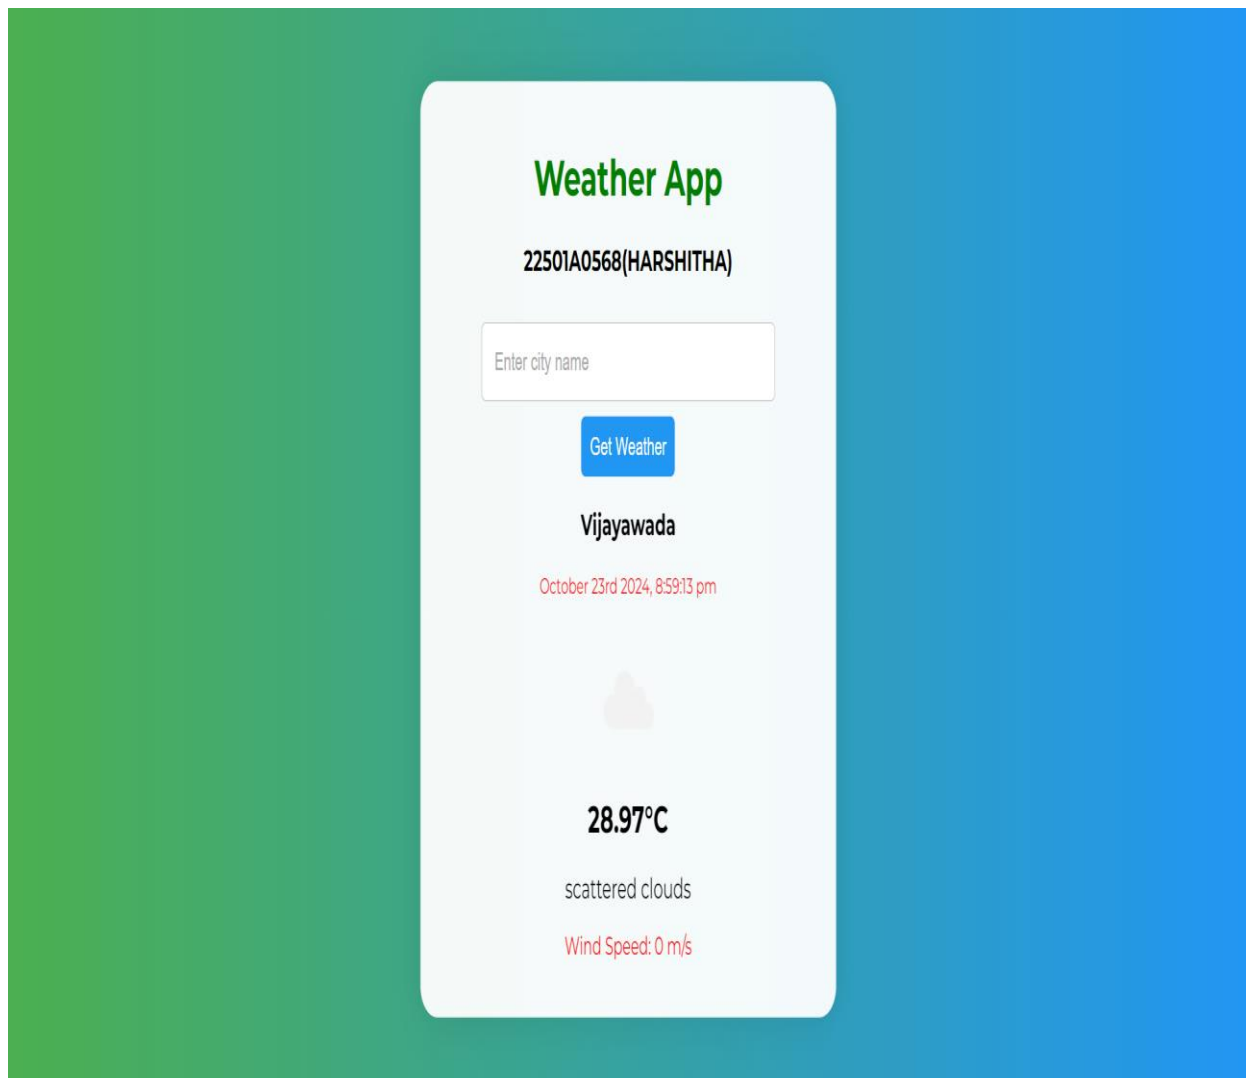 Weather App
22501A0568(HARSHITHA)
Enter city name
Get Weather
Vijayawada
October 23rd 2024, 8:59:13 pm
28.97°C
scattered clouds
Wind Speed: 0 m/s